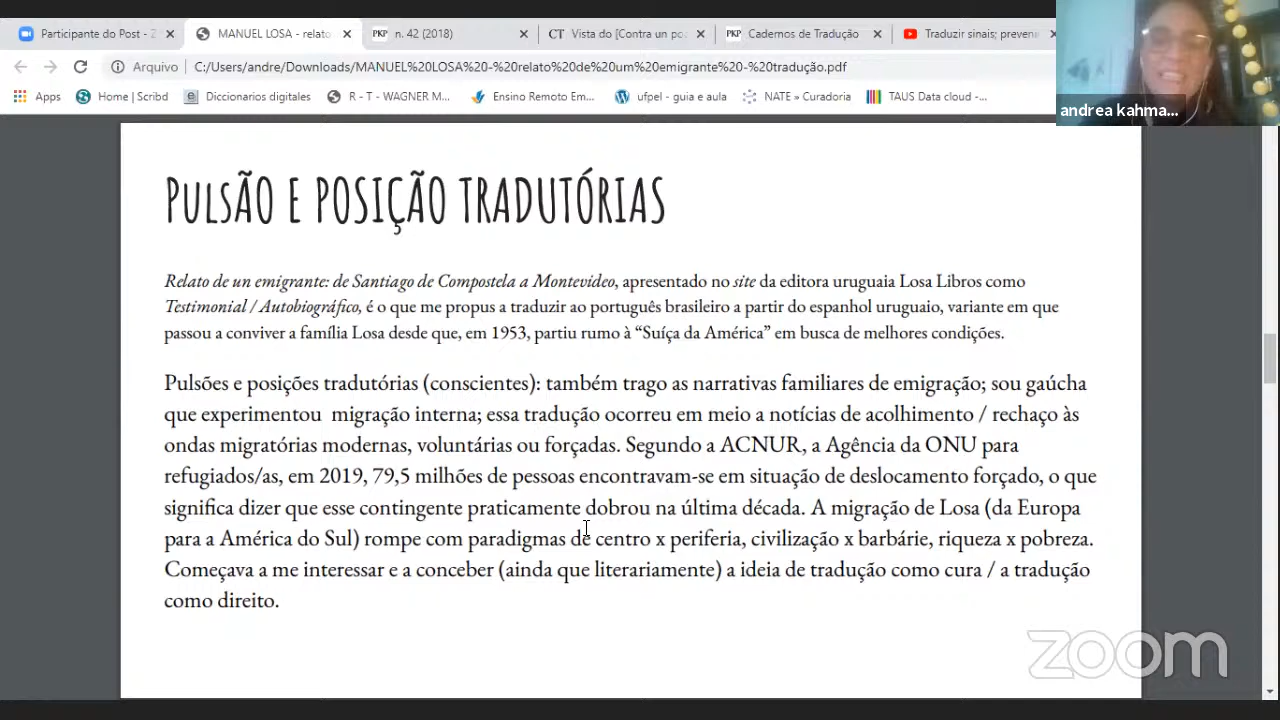 Participante do Post - Z
MANUEL LOSA - relato
PKP n. 42 (2018)
CT Vista do [Contra un po
PKP Cadernos de Tradução
Traduzir sinais; prevena
Arquivo C:/Users/andre/Downloads/MANUEL%20LOSA%20-%20relato%20de%20um%20emigrante%20-%20tradução.pdf
Apps Home | Scribd Diccionarios digitales R - T - WAGNER M... Ensino Remoto Em... ufpel - guia e aula NATE » Curadoria TAUS Data cloud -...
andrea kahma...
PulsÃO E POSIÇÃO TRADUTÓRIAS
Relato de un emigrante: de Santiago de Compostela a Montevideo, apresentado no site da editora uruguaia Losa Libros como
Testimonial / Autobiográfico, é o que me propus a traduzir ao português brasileiro a partir do espanhol uruguaio, variante em que
passou a conviver a família Losa desde que, em 1953, partiu rumo à “Suíça da América” em busca de melhores condições.
Pulsões e posições tradutórias (conscientes): também trago as narrativas familiares de emigração; sou gaúcha
que experimentou migração interna; essa tradução ocorreu em meio a notícias de acolhimento / rechaço às
ondas migratórias modernas, voluntárias ou forçadas. Segundo a ACNUR, a Agência da ONU para
refugiados/as, em 2019, 79,5 milhões de pessoas encontravam-se em situação de deslocamento forçado, o que
significa dizer que esse contingente praticamente dobrou na última década. A migração de Losa (da Europa
para a América do Sul) rompe com paradigmas de centro x periferia, civilização x barbárie, riqueza x pobreza.
Começava a me interessar e a conceber (ainda que literariamente) a ideia de tradução como cura / a tradução
como direito.
zoom